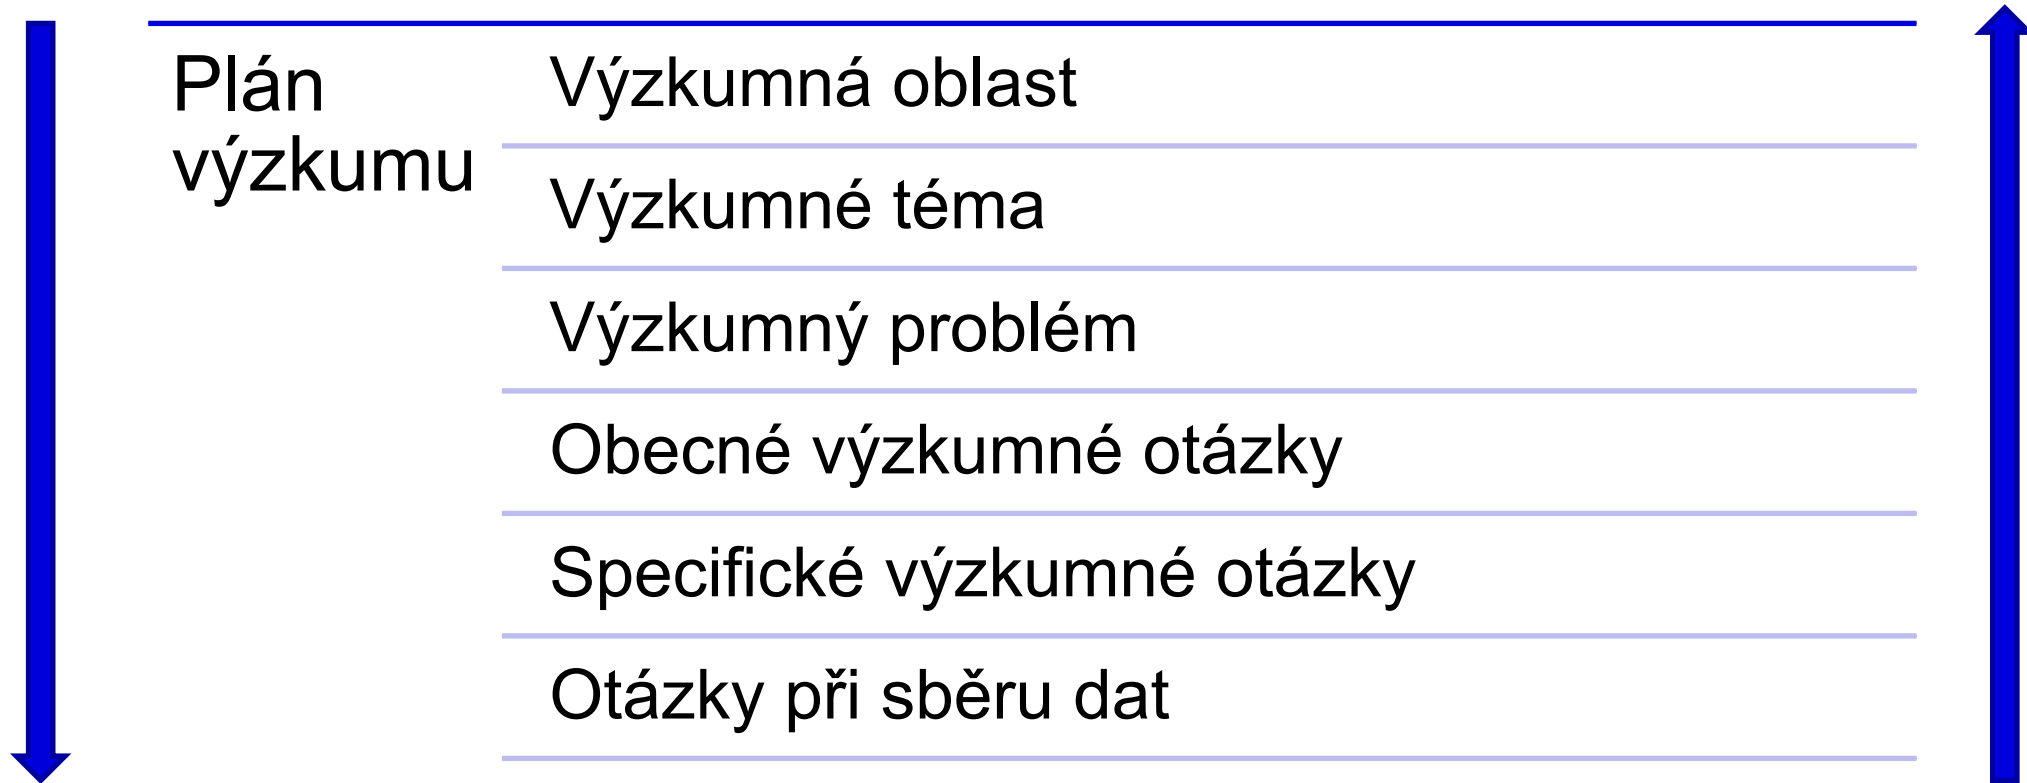 Plán
výzkumu
Výzkumná oblast
Výzkumné téma
Výzkumný problém
Obecné výzkumné otázky
Specifické výzkumné otázky
Otázky při sběru dat